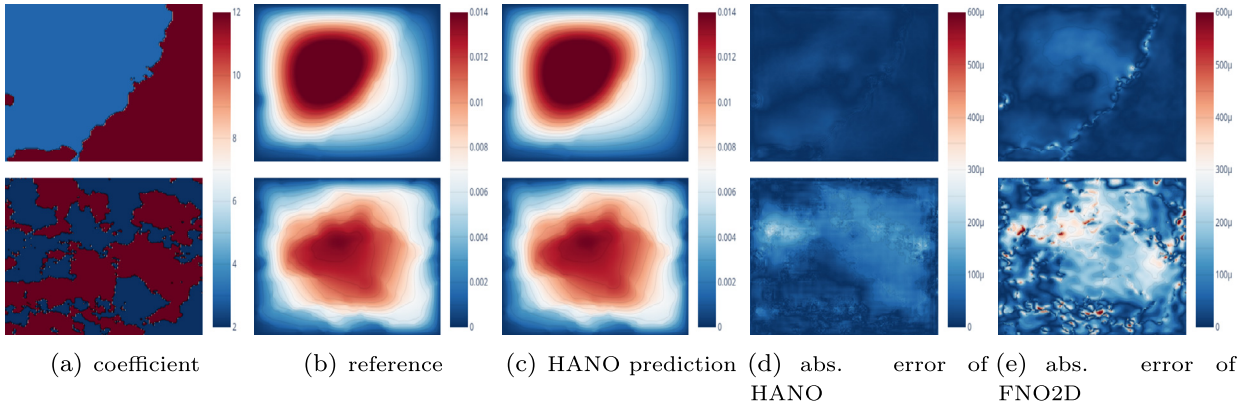 12
10
8
6
4
2
0.014
0.012
0.01
0.008
0.006
0.004
0.002
0
0.014
0.012
0.01
0.008
0.006
0.004
0.002
0
600µ
500µ
400µ
300µ
200µ
100µ
0
600µ
500µ
400µ
300µ
200µ
100µ
0
(a) coefficient
(b) reference
(c) HANO prediction
(d) abs. error of
HANO
(e) abs. error of
FNO2D